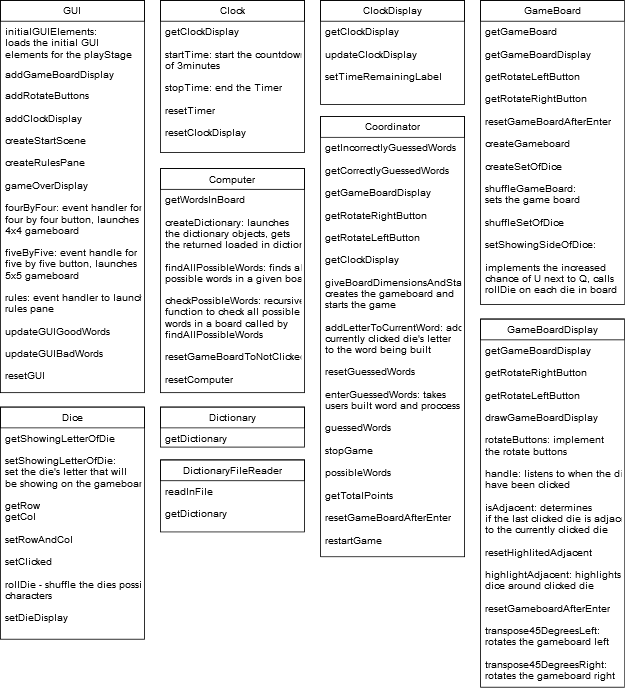 GUI
initialGUIElements:
loads the initial GUI
elements for the playStage
addGameBoardDisplay
addRotateButtons
addClockDisplay
createStartScene
createRulesPane
gameOverDisplay
fourByFour: event handler for
four by four button, launches
4x4 gameboard
fiveByFive: event handle for
five by five button, launches
5x5 gameboard
rules: event handler to launch
rules pane
updateGUIGoodWords
updateGUIBadWords
resetGUI
Dice
getShowingLetterOfDie
setShowingLetterOfDie:
set the die's letter that will
be showing on the gameboar
getRow
getCol
setRowAndCol
setClicked
rollDie - shuffle the dies possi
characters
setDieDisplay
Clock
getClockDisplay
startTime: start the countdown
of 3minutes
stopTime: end the Timer
resetTimer
resetClockDisplay
Computer
getWordsInBoard
createDictionary: launches
the dictionary objects, gets
the returned loaded in diction
findAllPossibleWords: finds al
possible words in a given boa
checkPossibleWords: recursive
function to check all possible
words in a board called by
findAllPossibleWords
resetGameBoardToNotClicke
resetComputer
Dictionary
getDictionary
DictionaryFileReader
readInFile
getDictionary
ClockDisplay
getClockDisplay
updateClockDisplay
setTimeRemainingLabel
Coordinator
getIncorrectlyGuessedWords
getCorrectlyGuessedWords
getGameBoardDisplay
getRotateRightButton
getRotateLeftButton
getClockDisplay
giveBoardDimensionsAndSta
creates the gameboard and
starts the game
addLetterToCurrentWord: add
currently clicked die's letter
to the word being built
resetGuessedWords
enterGuessedWords: takes
users built word and proccess
guessedWords
stopGame
possibleWords
getTotalPoints
resetGameBoardAfterEnter
restartGame
GameBoard
getGameBoard
getGameBoardDisplay
getRotateLeftButton
getRotateRightButton
resetGameBoardAfterEnter
createGameboard
createSetOfDice
shuffleGameBoard:
sets the game board
shuffleSetOfDice
setShowingSideOfDice:
implements the increased
chance of U next to Q, calls
rollDie on each die in board
GameBoardDisplay
getGameBoardDisplay
getRotateRightButton
getRotateLeftButton
drawGameBoardDisplay
rotateButtons: implement
the rotate buttons
handle: listens to when the di
have been clicked
isAdjacent: determines
if the last clicked die is adjac
to the currently clicked die
resetHighlitedAdjacent
highlightAdjacent: highlights
dice around clicked die
resetGameboardAfterEnter
transpose45DegreesLeft:
rotates the gameboard left
transpose45DegreesRight:
rotates the gameboard right